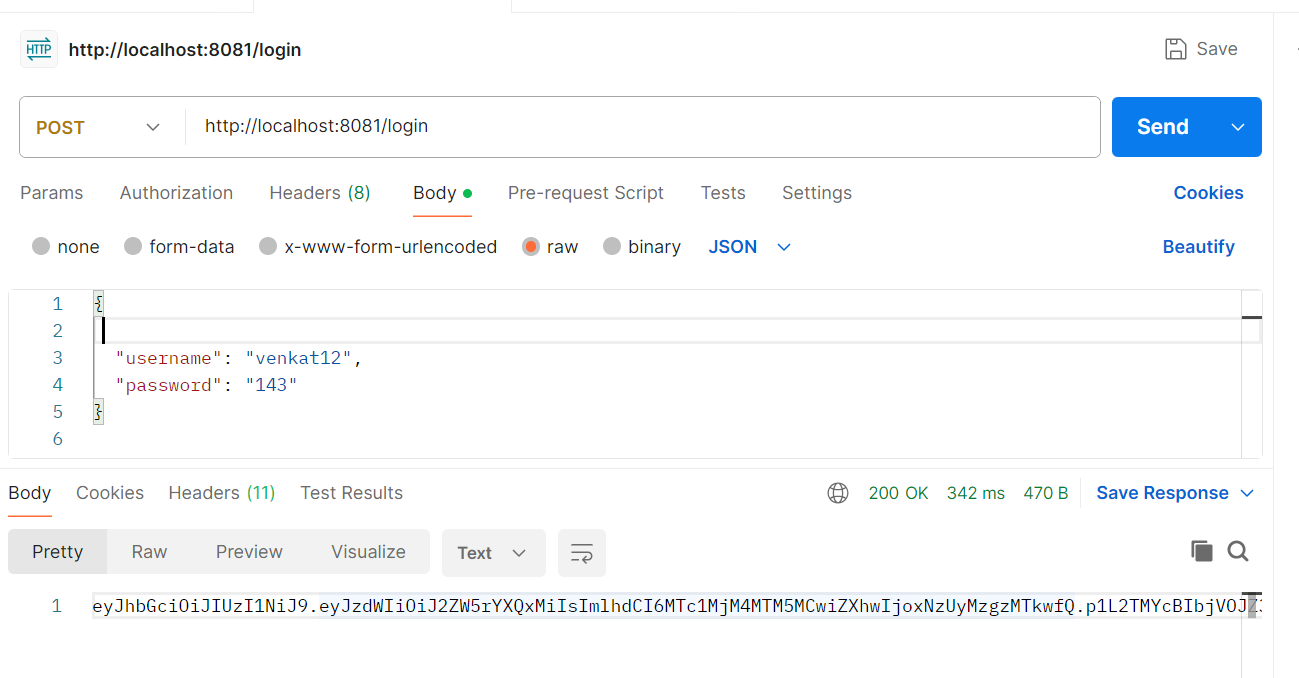 HTTP http://localhost:8081/login Save
POST http://localhost:8081/login Send
Params Authorization Headers (8) Body Pre-request Script Tests Settings Cookies
none form-data x-www-form-urlencoded raw binary JSON Beautify
1 {
2
3 "username": "venkat12",
4 "password": "143"
5 }
6
Body Cookies Headers (11) Test Results 200 OK 342 ms 470 B Save Response
Pretty Raw Preview Visualize Text
1 eyJhbGciOiJIUzI1NiJ9.eyJzdWIiOiJ2ZW5rYXQxMiIsImlhdCI6MTc1MjM4MTM5MCwiZXhwIjoxNzUyMzgzMTkwfQ.p1L2TMYcBIbjVOJZ